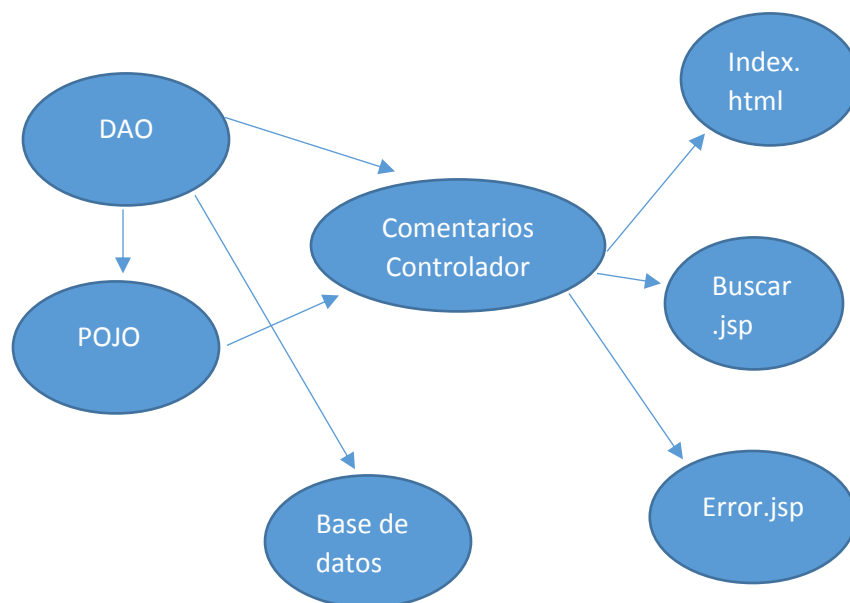 Index.
html
DAO
Comentarios
Controlador
Buscar
.jsp
POJO
Error.jsp
Base de
datos